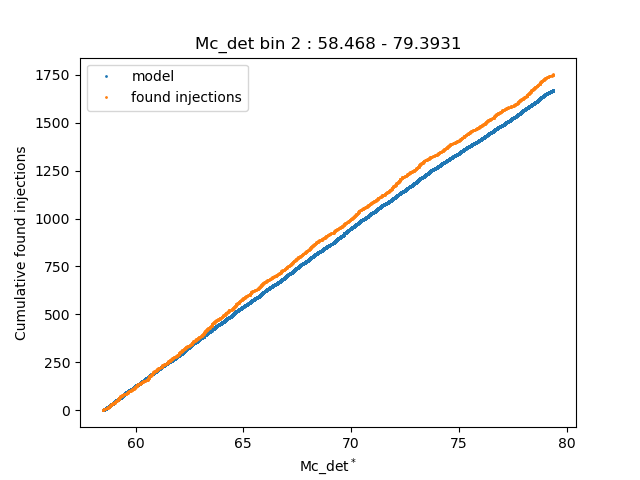 Mc_det bin 2 : 58.468 - 79.3931
model
found injections
1750
1500
1250
1000
750
500
250
0
Cumulative found injections
60
65
70
75
80
Mc_det*